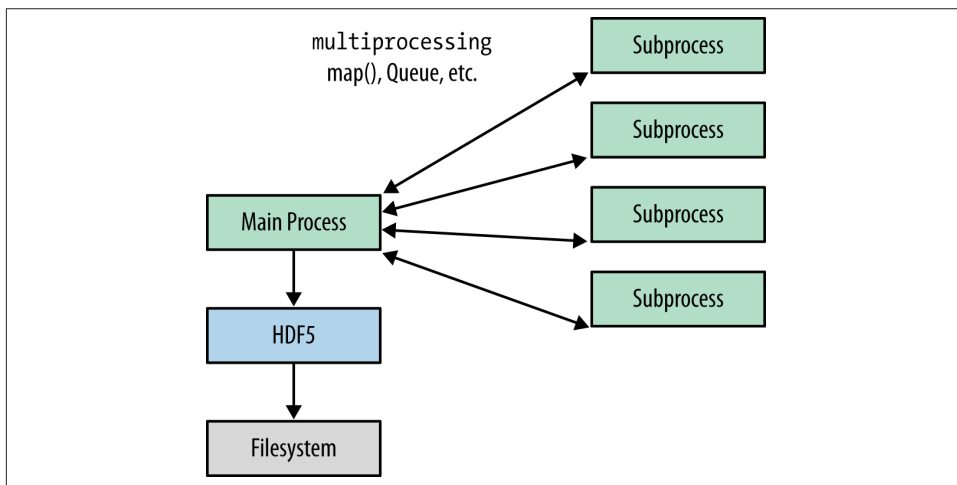 multiprocessing
map(), Queue, etc.
Subprocess
Subprocess
Subprocess
Subprocess
Main Process
HDF5
Filesystem